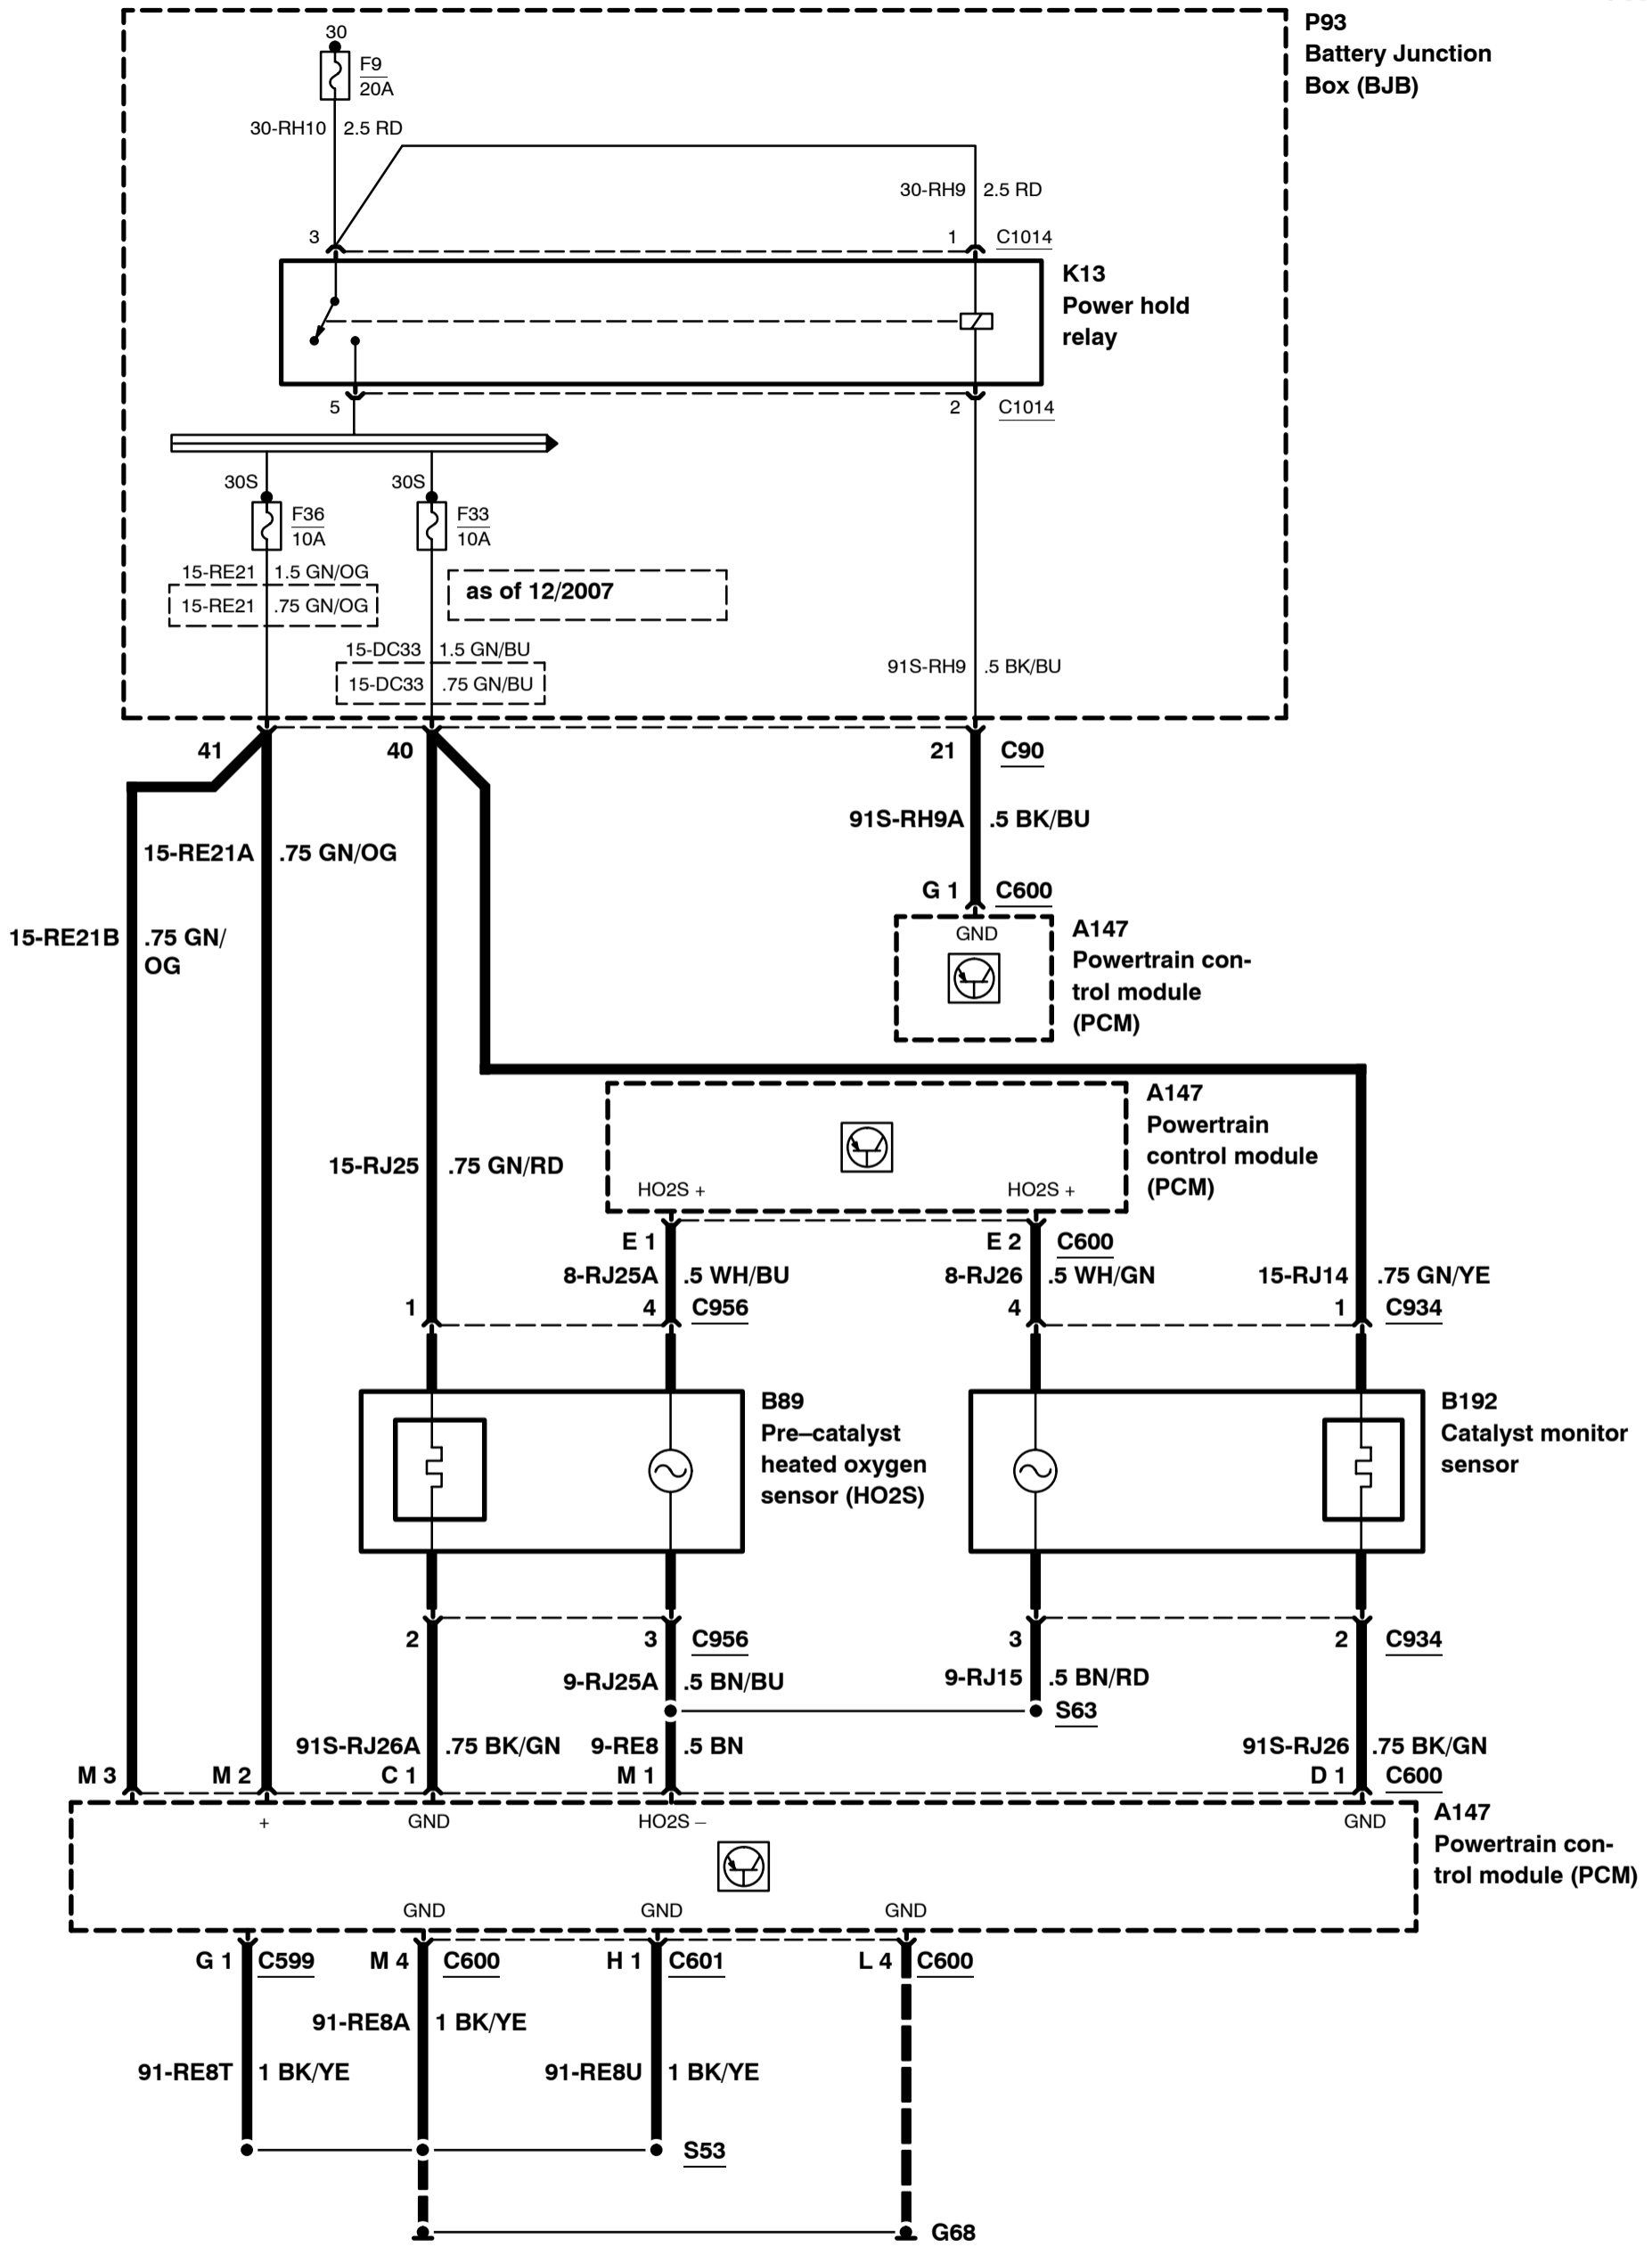 P93
Battery Junction
Box (BJB)
30
F9
20A
30-RH10 2.5 RD
30-RH9 2.5 RD
3 1 C1014
K13
Power hold
relay
5 2 C1014
30S 30S
F36 F33
10A 10A
15-RE21 1.5 GN/OG
15-RE21 .75 GN/OG
as of 12/2007
15-DC33 1.5 GN/BU
15-DC33 .75 GN/BU
91S-RH9 .5 BK/BU
41 40 21 C90
91S-RH9A .5 BK/BU
15-RE21A .75 GN/OG
G 1 C600
15-RE21B .75 GN/
OG
GND
A147
Powertrain con-
trol module
(PCM)
A147
Powertrain
control module
(PCM)
15-RJ25 .75 GN/RD
HO2S + HO2S +
E 1 E 2 C600
8-RJ25A .5 WH/BU 8-RJ26 .5 WH/GN 15-RJ14 .75 GN/YE
1 4 C956 4 1 C934
B89
Pre–catalyst
heated oxygen
sensor (HO2S)
B192
Catalyst monitor
sensor
2 3 C956 3 2 C934
9-RJ25A .5 BN/BU 9-RJ15 .5 BN/RD
S63
91S-RJ26A .75 BK/GN 9-RE8 .5 BN 91S-RJ26 .75 BK/GN
M 3 M 2 C 1 M 1 D 1 C600
+ GND HO2S – GND
A147
Powertrain con-
trol module (PCM)
GND GND GND
G 1 C599 M 4 C600 H 1 C601 L 4 C600
91-RE8A 1 BK/YE
91-RE8T 1 BK/YE 91-RE8U 1 BK/YE
S53
G68